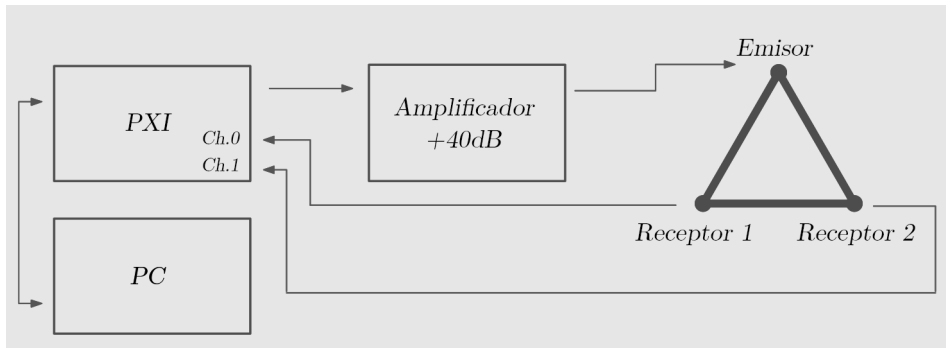 Emisor
PXI
Ch.0
Ch.1
Amplificador
+40dB
Receptor 1
Receptor 2
PC